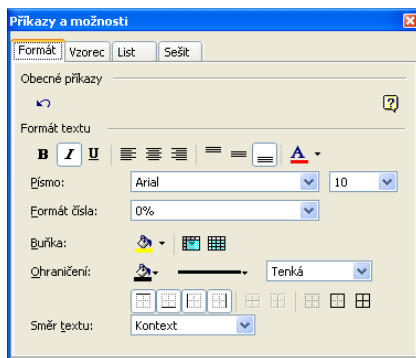 Příkazy a možnosti
Formát Vzorec List Sešit
Obecné příkazy
Formát textu
B I U A
Písmo: Arial 10
Formát čísla: 0%
Buňka:
Ohraničení: Tenká
Směr textu: Kontext